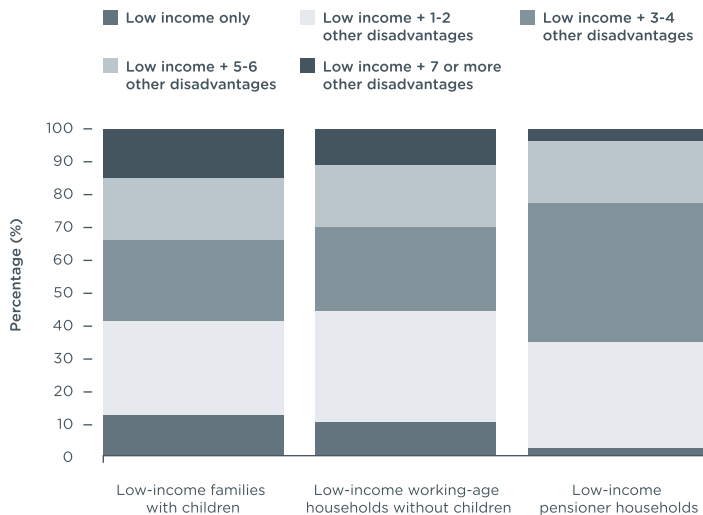 Low income only
Low income + 1-2
other disadvantages
Low income + 3-4
other disadvantages
Low income + 5-6
other disadvantages
Low income + 7 or more
other disadvantages
Percentage (%)
100
90
80
70
60
50
40
30
20
10
0
Low-income families
with children
Low-income working-age
households without children
Low-income
pensioner households